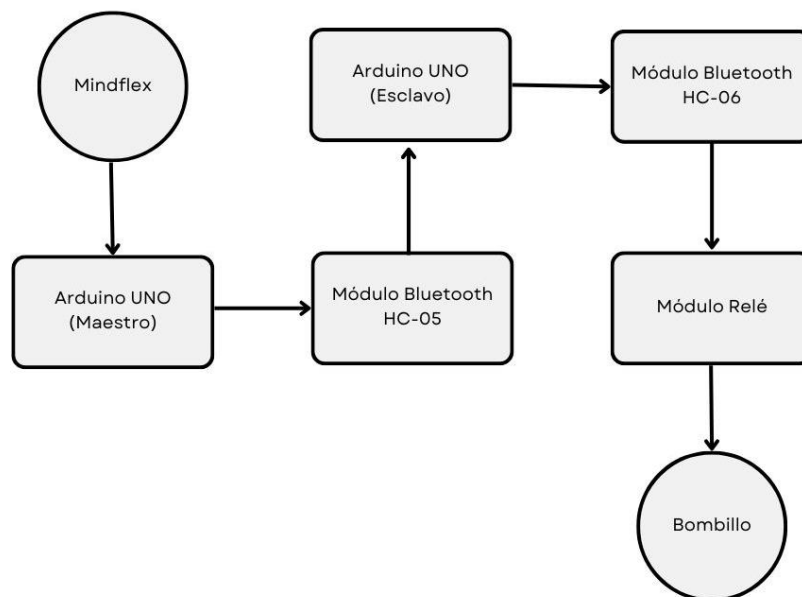 Mindflex
Arduino UNO
(Maestro)
Módulo Bluetooth
HC-05
Arduino UNO
(Esclavo)
Módulo Bluetooth
HC-06
Módulo Relé
Bombillo